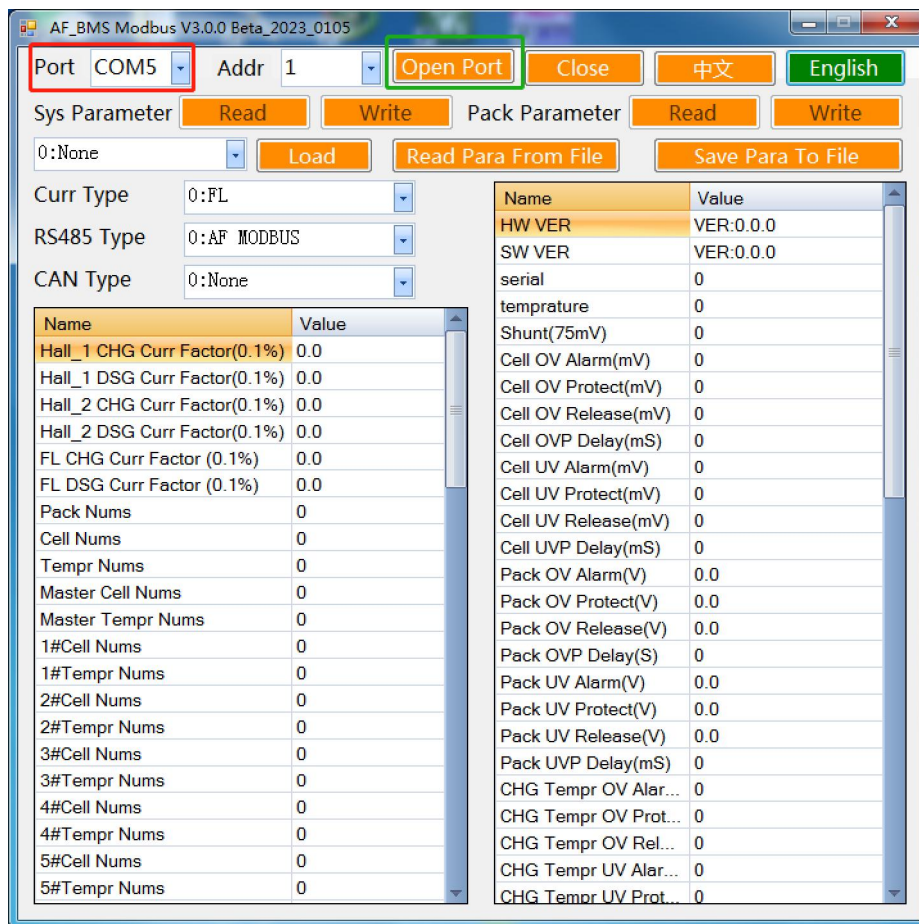 AF_BMS Modbus V3.0.0 Beta_2023_0105
Port COM5 Addr 1 Open Port Close 中文 English
Sys Parameter Read Write Pack Parameter Read Write
0:None Load Read Para From File Save Para To File
Curr Type 0:FL
RS485 Type 0:AF MODBUS
CAN Type 0:None
Name Value
Hall_1 CHG Curr Factor(0.1%) 0.0
Hall_1 DSG Curr Factor(0.1%) 0.0
Hall_2 CHG Curr Factor(0.1%) 0.0
Hall_2 DSG Curr Factor(0.1%) 0.0
FL CHG Curr Factor (0.1%) 0.0
FL DSG Curr Factor (0.1%) 0.0
Pack Nums 0
Cell Nums 0
Tempr Nums 0
Master Cell Nums 0
Master Tempr Nums 0
1#Cell Nums 0
1#Tempr Nums 0
2#Cell Nums 0
2#Tempr Nums 0
3#Cell Nums 0
3#Tempr Nums 0
4#Cell Nums 0
4#Tempr Nums 0
5#Cell Nums 0
5#Tempr Nums 0
Name Value
HW VER VER:0.0.0
SW VER VER:0.0.0
serial 0
temprature 0
Shunt(75mV) 0
Cell OV Alarm(mV) 0
Cell OV Protect(mV) 0
Cell OV Release(mV) 0
Cell OVP Delay(mS) 0
Cell UV Alarm(mV) 0
Cell UV Protect(mV) 0
Cell UV Release(mV) 0
Cell UVP Delay(mS) 0
Pack OV Alarm(V) 0.0
Pack OV Protect(V) 0.0
Pack OV Release(V) 0.0
Pack OVP Delay(S) 0
Pack UV Alarm(V) 0.0
Pack UV Protect(V) 0.0
Pack UV Release(V) 0.0
Pack UVP Delay(mS) 0
CHG Tempr OV Alar... 0
CHG Tempr OV Prot... 0
CHG Tempr OV Rel... 0
CHG Tempr UV Alar... 0
CHG Tempr UV Prot... 0